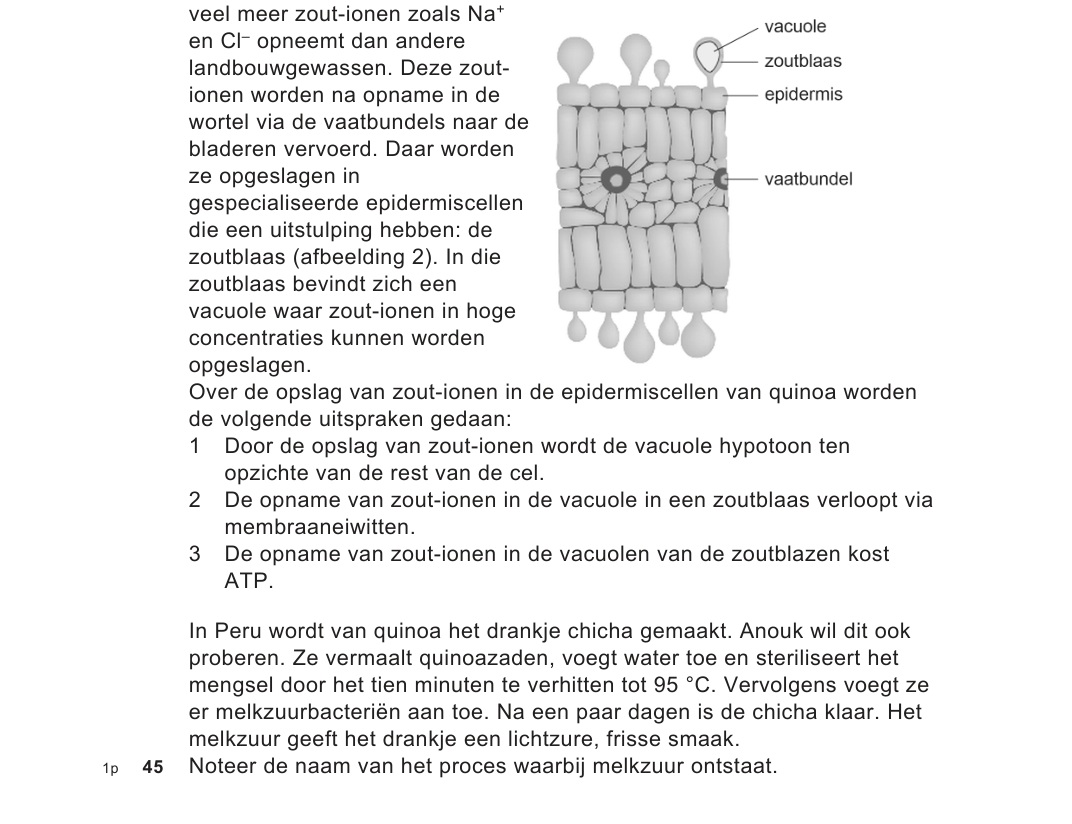 veel meer zout-ionen zoals Na⁺
en Cl⁻ opneemt dan andere
landbouwgewassen. Deze zout-
ionen worden na opname in de
wortel via de vaatbundels naar de
bladeren vervoerd. Daar worden
ze opgeslagen in
gespecialiseerde epidermiscellen
die een uitstulping hebben: de
zoutblaas (afbeelding 2). In die
zoutblaas bevindt zich een
vacuole waar zout-ionen in hoge
concentraties kunnen worden
opgeslagen.
vacuole
zoutblaas
epidermis
vaatbundel
Over de opslag van zout-ionen in de epidermiscellen van quinoa worden
de volgende uitspraken gedaan:
1 Door de opslag van zout-ionen wordt de vacuole hypotoon ten
opzichte van de rest van de cel.
2 De opname van zout-ionen in de vacuole in een zoutblaas verloopt via
membraaneiwitten.
3 De opname van zout-ionen in de vacuolen van de zoutblazen kost
ATP.
In Peru wordt van quinoa het drankje chicha gemaakt. Anouk wil dit ook
proberen. Ze vermaalt quinoazaden, voegt water toe en steriliseert het
mengsel door het tien minuten te verhitten tot 95 °C. Vervolgens voegt ze
er melkzuurbacteriën aan toe. Na een paar dagen is de chicha klaar. Het
melkzuur geeft het drankje een lichtzure, frisse smaak.
1p 45 Noteer de naam van het proces waarbij melkzuur ontstaat.